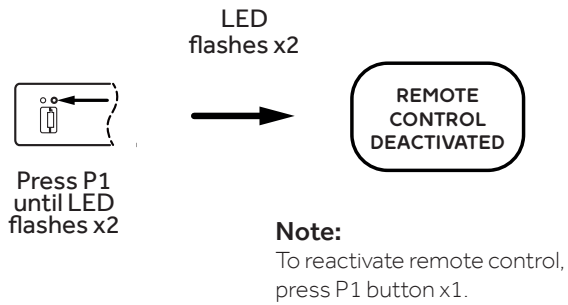 LED
flashes x2
REMOTE
CONTROL
DEACTIVATED
Press P1
until LED
flashes x2
Note:
To reactivate remote control,
press P1 button x1.